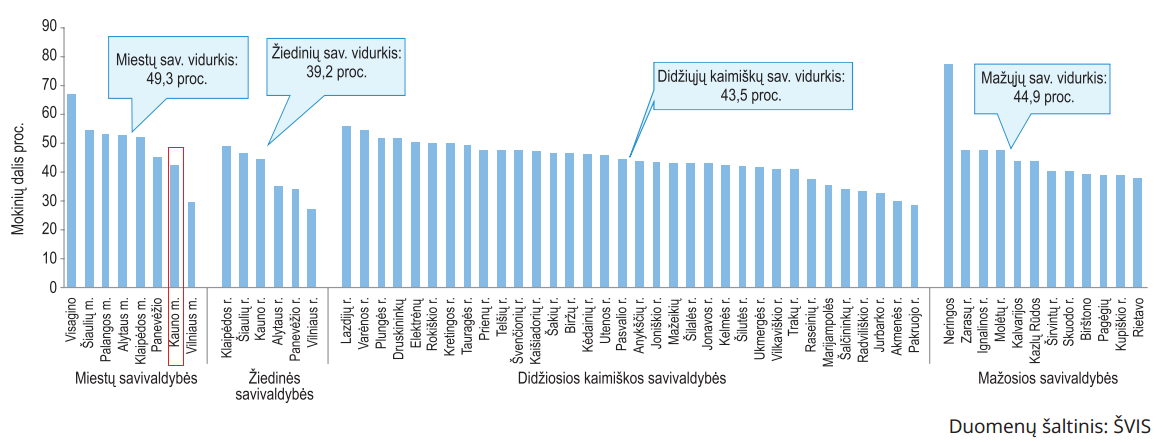 Mokinių dalis proc.
90
80
70
60
50
40
30
20
10
0
Miestų sav. vidurkis:
49,3 proc.
Žiedinių sav. vidurkis:
39,2 proc.
Didžiųjų kaimiškų sav. vidurkis:
43,5 proc.
Mažųjų sav. vidurkis:
44,9 proc.
Visagino
Šiaulių m.
Palangos m.
Alytaus m.
Klaipėdos m.
Panevėžio
Kauno m.
Vilniaus m.
Klaipėdos r.
Šiaulių r.
Kauno r.
Alytaus r.
Panevėžio r.
Vilniaus r.
Lazdijų r.
Varėnos r.
Plungės r.
Druskininkų
Elektrėnų
Rokiškio r.
Kretingos r.
Tauragės r.
Prienų r.
Telšių r.
Švenčionių r.
Kaišiadorių r.
Šakių r.
Biržų r.
Kėdainių r.
Utenos r.
Pasvalio r.
Anykščių r.
Joniškio r.
Mažeikių r.
Šilalės r.
Jonavos r.
Kelmės r.
Šilutės r.
Ukmergės r.
Vilkaviškio r.
Trakų r.
Raseinių r.
Marijampolės
Šalčininkų r.
Radviliškio r.
Jurbarko r.
Akmenės r.
Pakruojo r.
Neringos
Zarasų r.
Ignalinos r.
Molėtų r.
Kalvarijos
Kazlų Rūdos
Širvintų r.
Skuodo r.
Birštono
Pagėgių
Kupiškio r.
Rietavo
Miestų savivaldybės
Žiedinės
savivaldybės
Didžiosios kaimiškos savivaldybės
Mažosios savivaldybės
Duomenų šaltinis: ŠVIS